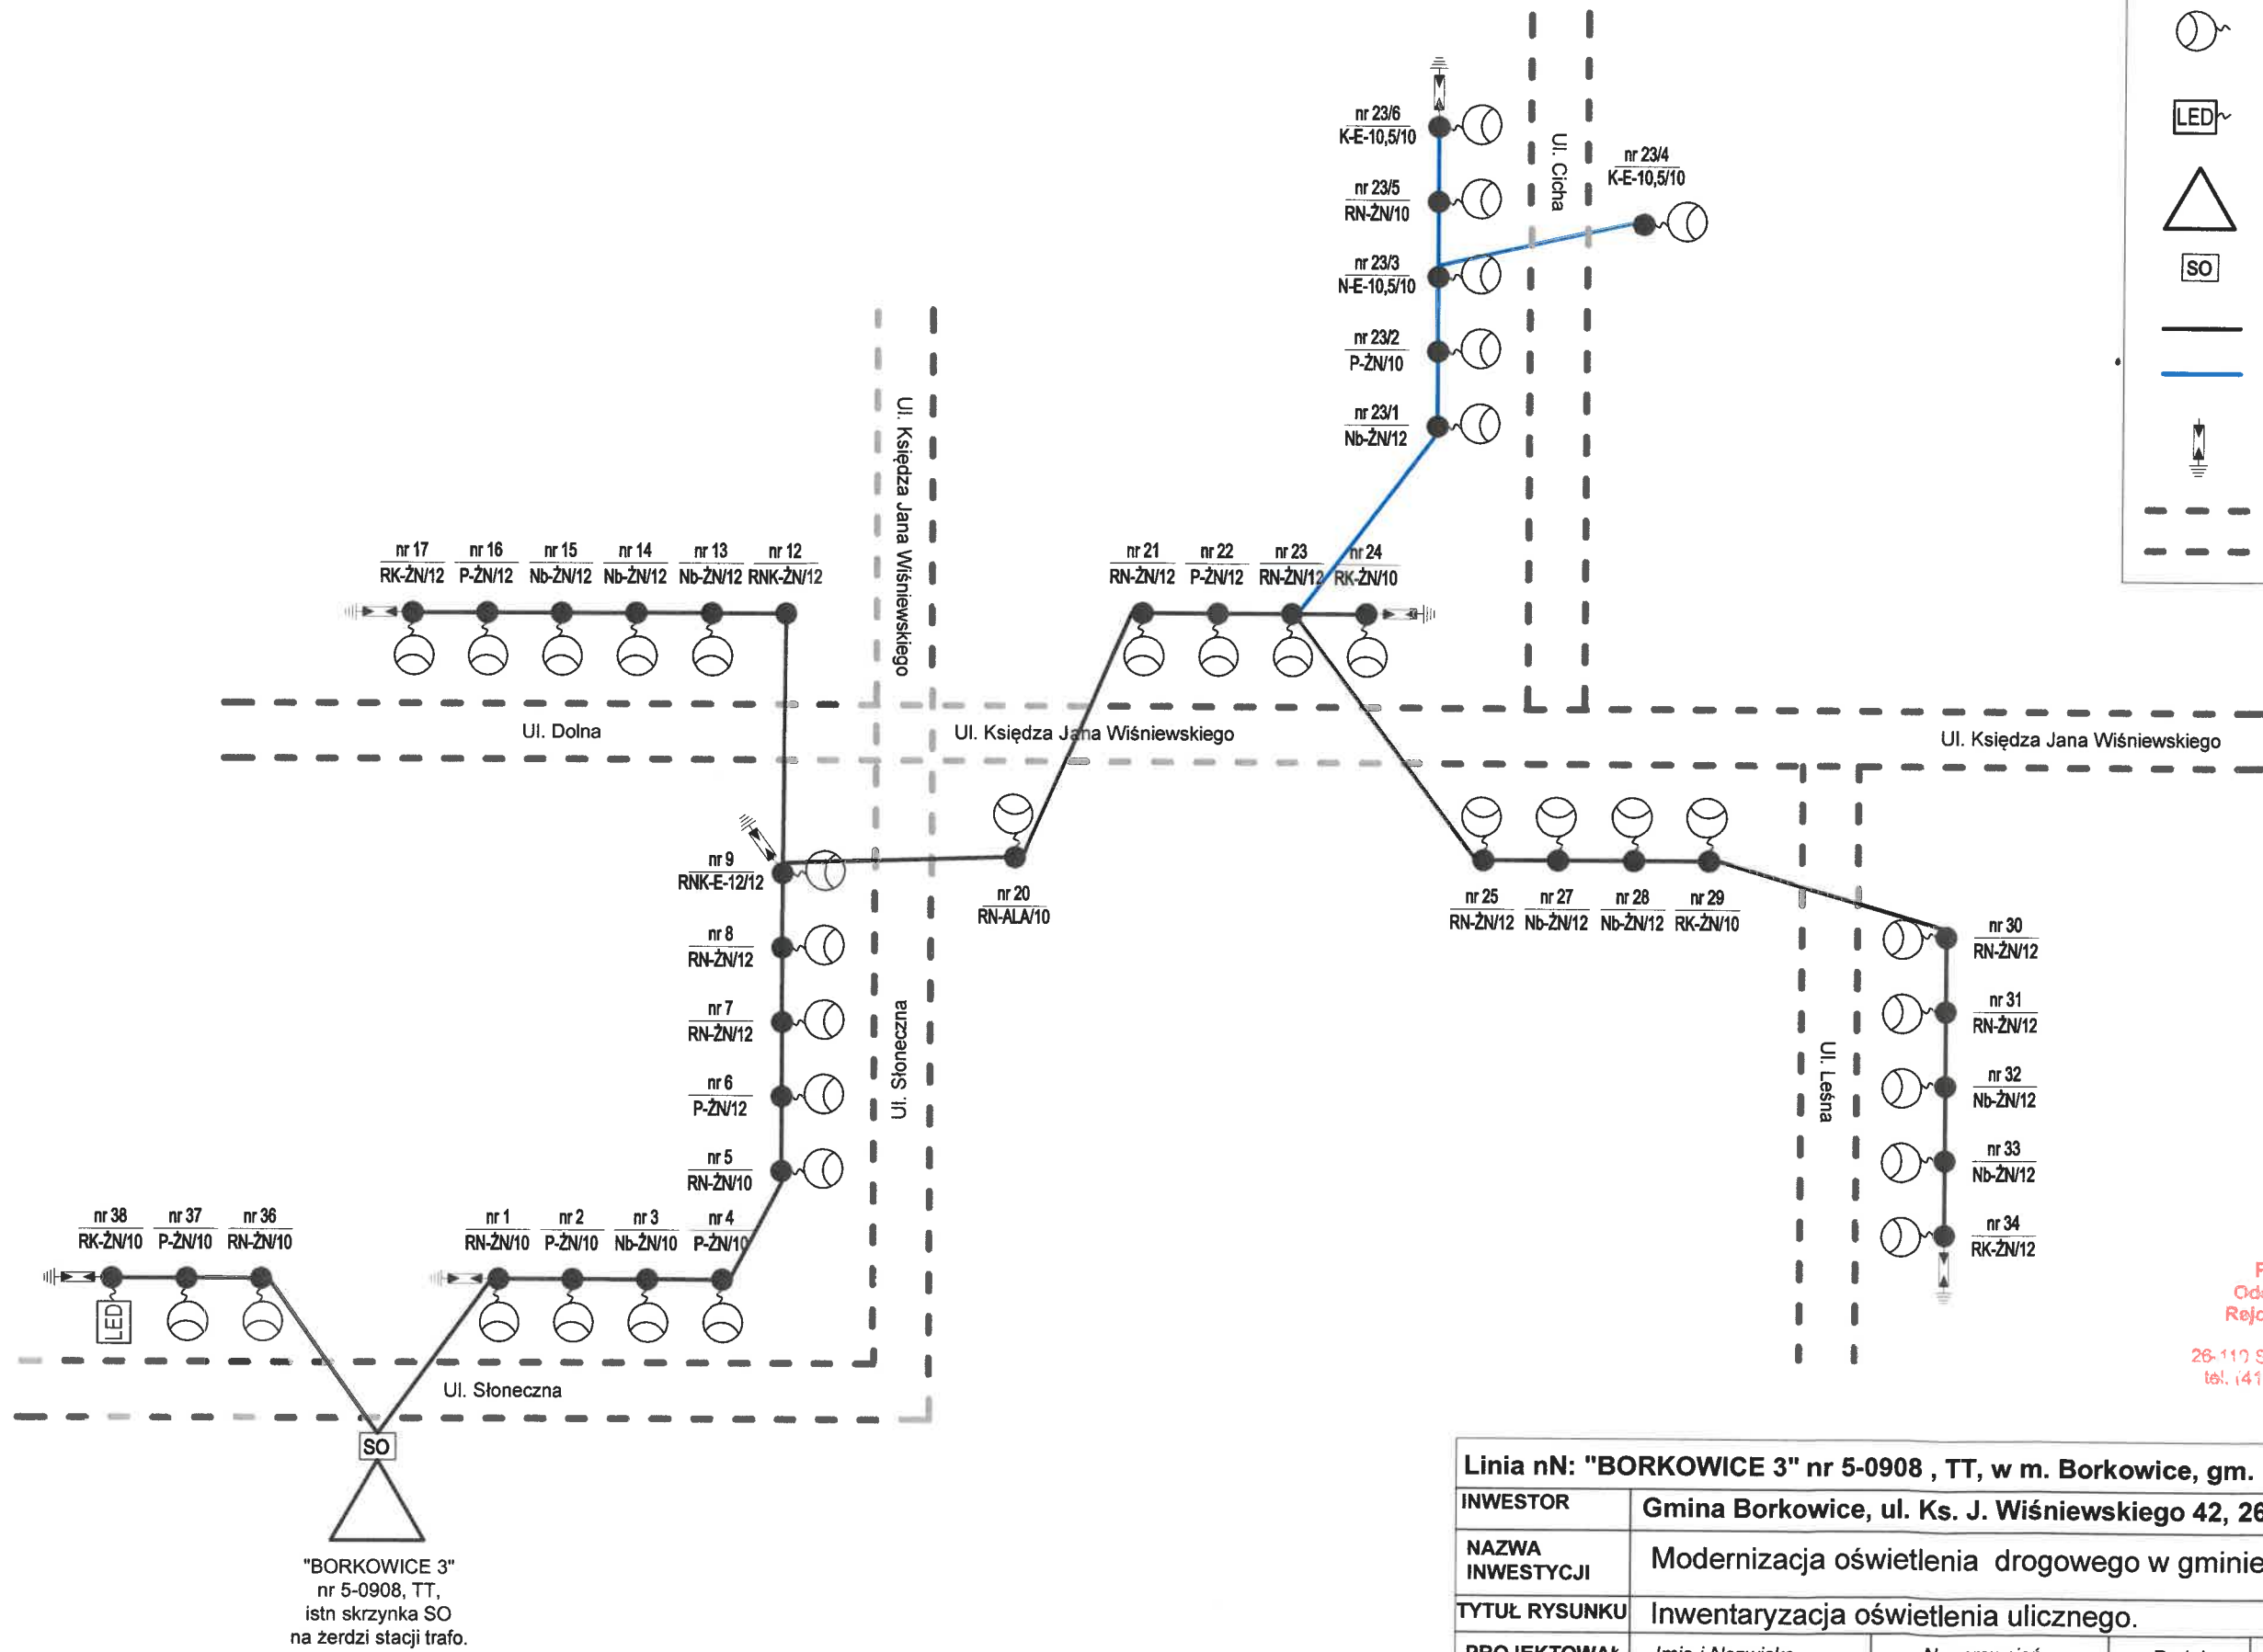 LED
SO
nr 23/6
K-E-10,5/10
nr 23/5
RN-ŻN/10
nr 23/4
K-E-10,5/10
nr 23/3
N-E-10,5/10
nr 23/2
P-ŻN/10
nr 23/1
Nb-ŻN/12
Ul. Cicha
Ul. Księdza Jana Wiśniewskiego
nr 17
RK-ŻN/12
nr 16
P-ŻN/12
nr 15
Nb-ŻN/12
nr 14
Nb-ŻN/12
nr 13
Nb-ŻN/12
nr 12
RNK-ŻN/12
nr 21
RN-ŻN/12
nr 22
P-ŻN/12
nr 23
RN-ŻN/12
nr 24
RK-ŻN/10
Ul. Dolna
Ul. Księdza Jana Wiśniewskiego
Ul. Księdza Jana Wiśniewskiego
nr 9
RNK-E-12/12
nr 20
RN-ALA/10
nr 25
RN-ŻN/12
nr 27
Nb-ŻN/12
nr 28
Nb-ŻN/12
nr 29
RK-ŻN/10
nr 8
RN-ŻN/12
nr 7
RN-ŻN/12
nr 6
P-ŻN/12
nr 5
RN-ŻN/10
Ul. Słoneczna
Ul. Leśna
nr 30
RN-ŻN/12
nr 31
RN-ŻN/12
nr 32
Nb-ŻN/12
nr 33
Nb-ŻN/12
nr 34
RK-ŻN/12
nr 38
RK-ŻN/10
nr 37
P-ŻN/10
nr 36
RN-ŻN/10
nr 1
RN-ŻN/10
nr 2
P-ŻN/10
nr 3
Nb-ŻN/10
nr 4
P-ŻN/10
LED
Ul. Słoneczna
SO
"BORKOWICE 3"
nr 5-0908, TT,
istn skrzynka SO
na żerdzi stacji trafo.
26-110 S
tel. (41
Linia nN: "BORKOWICE 3" nr 5-0908 , TT, w m. Borkowice, gm.
INWESTOR
Gmina Borkowice, ul. Ks. J. Wiśniewskiego 42, 26
NAZWA
INWESTYCJI
Modernizacja oświetlenia drogowego w gminie
TYTUŁ RYSUNKU
Inwentaryzacja oświetlenia ulicznego.
PROJEKTOWAŁ
Imię i Nazwisko